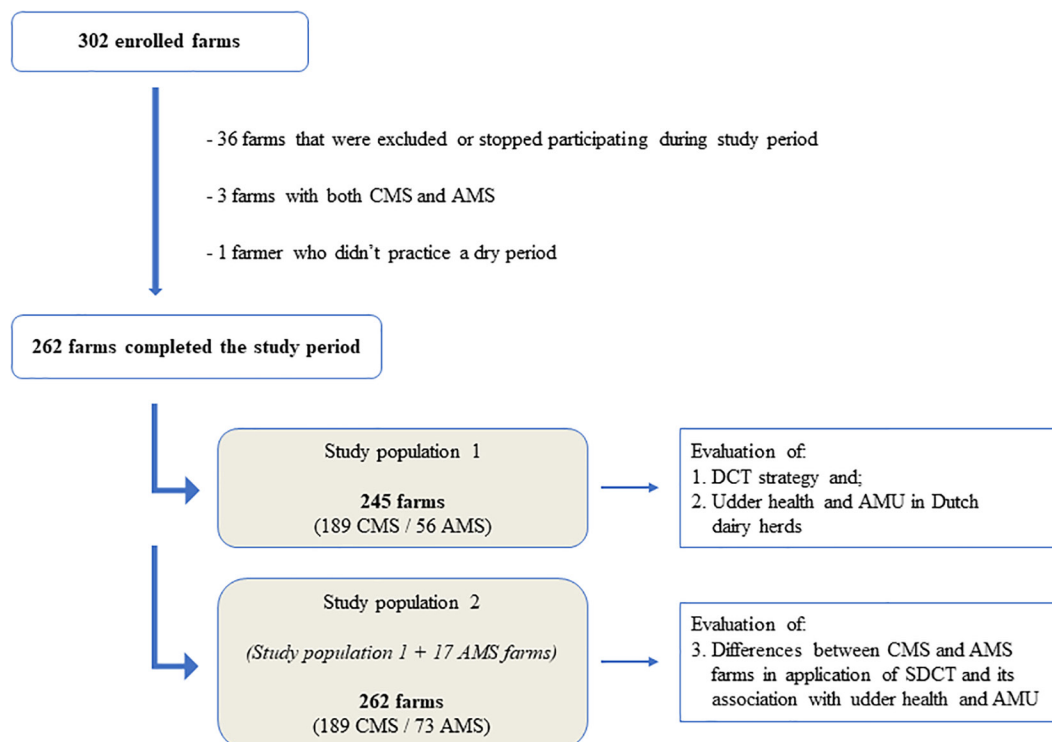 302 enrolled farms
- 36 farms that were excluded or stopped participating during study period
- 3 farms with both CMS and AMS
- 1 farmer who didn't practice a dry period
262 farms completed the study period
Study population 1
245 farms
(189 CMS / 56 AMS)
Evaluation of:
1. DCT strategy and;
2. Udder health and AMU in Dutch
dairy herds
Study population 2
(Study population 1 + 17 AMS farms)
262 farms
(189 CMS / 73 AMS)
Evaluation of:
3. Differences between CMS and AMS
farms in application of SDCT and its
association with udder health and AMU